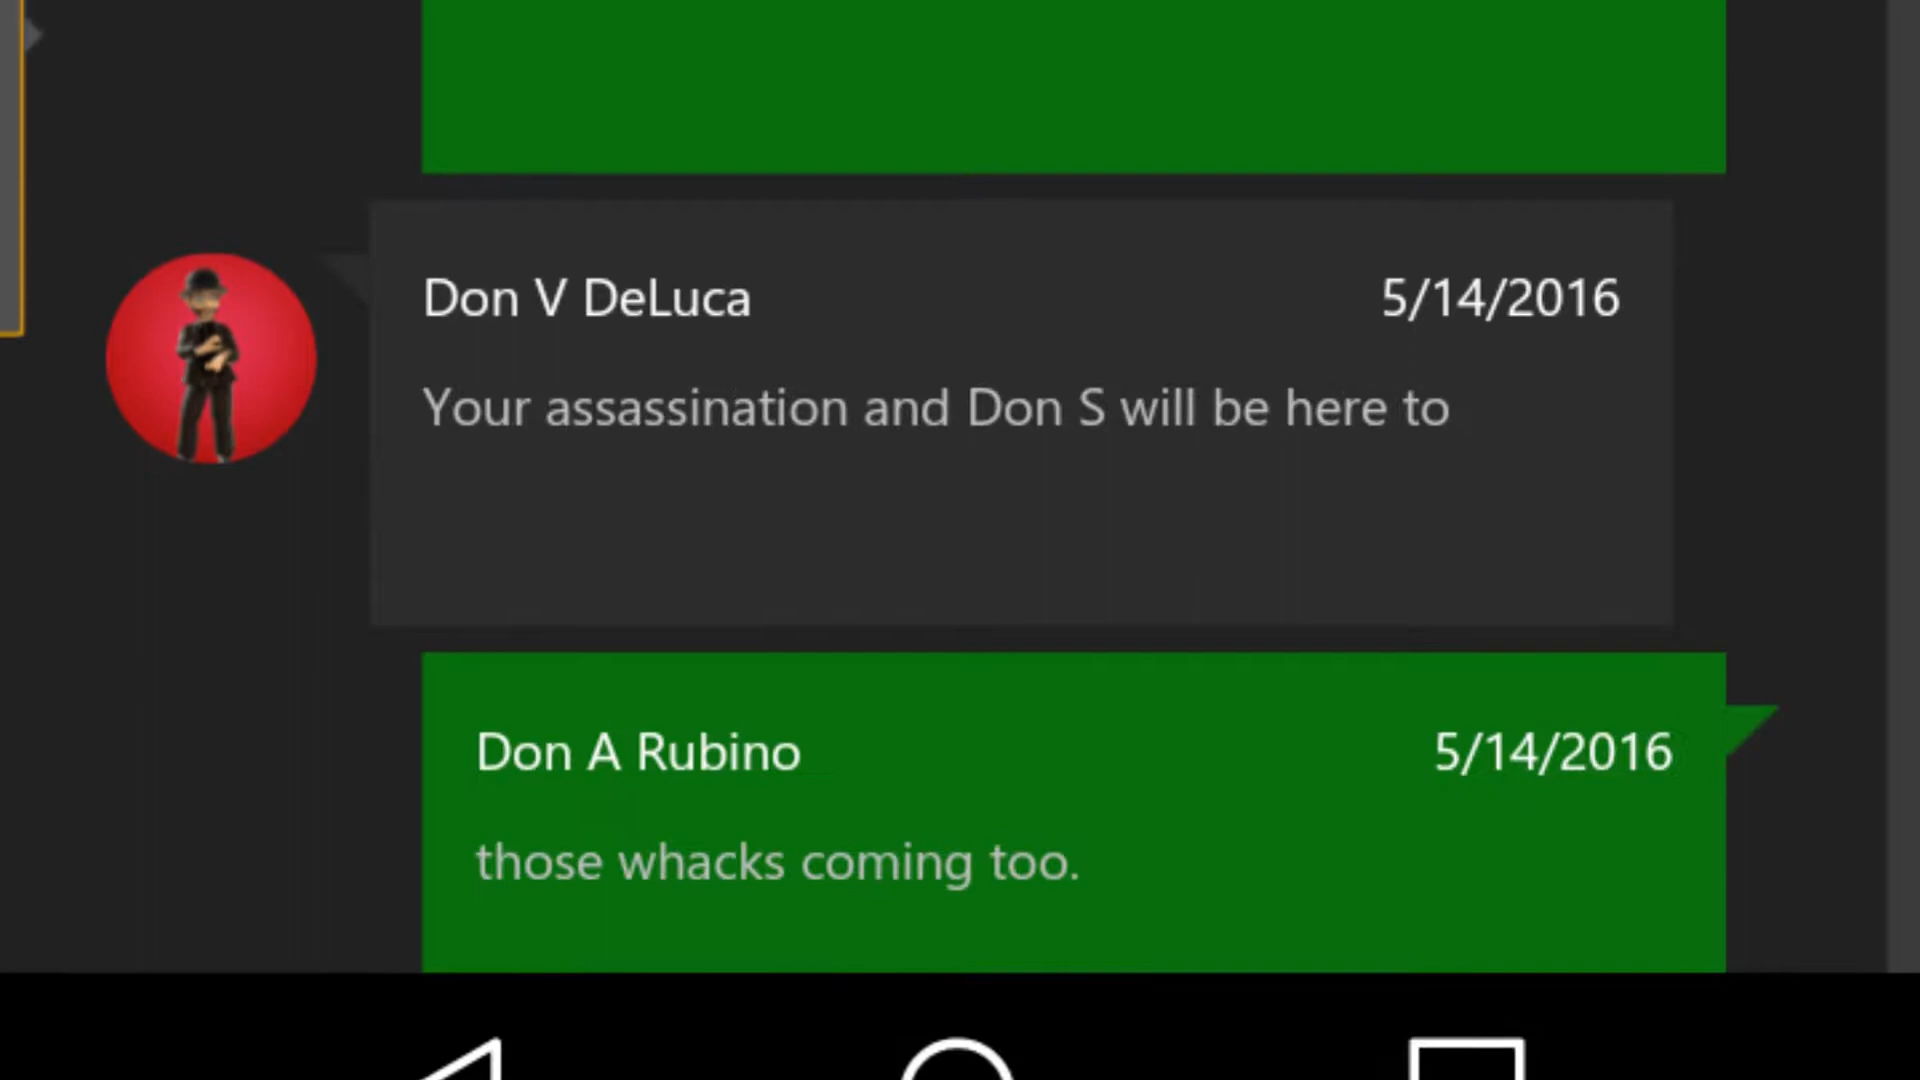 Don V DeLuca 5/14/2016
Your assassination and Don S will be here to
Don A Rubino 5/14/2016
those whacks coming too.